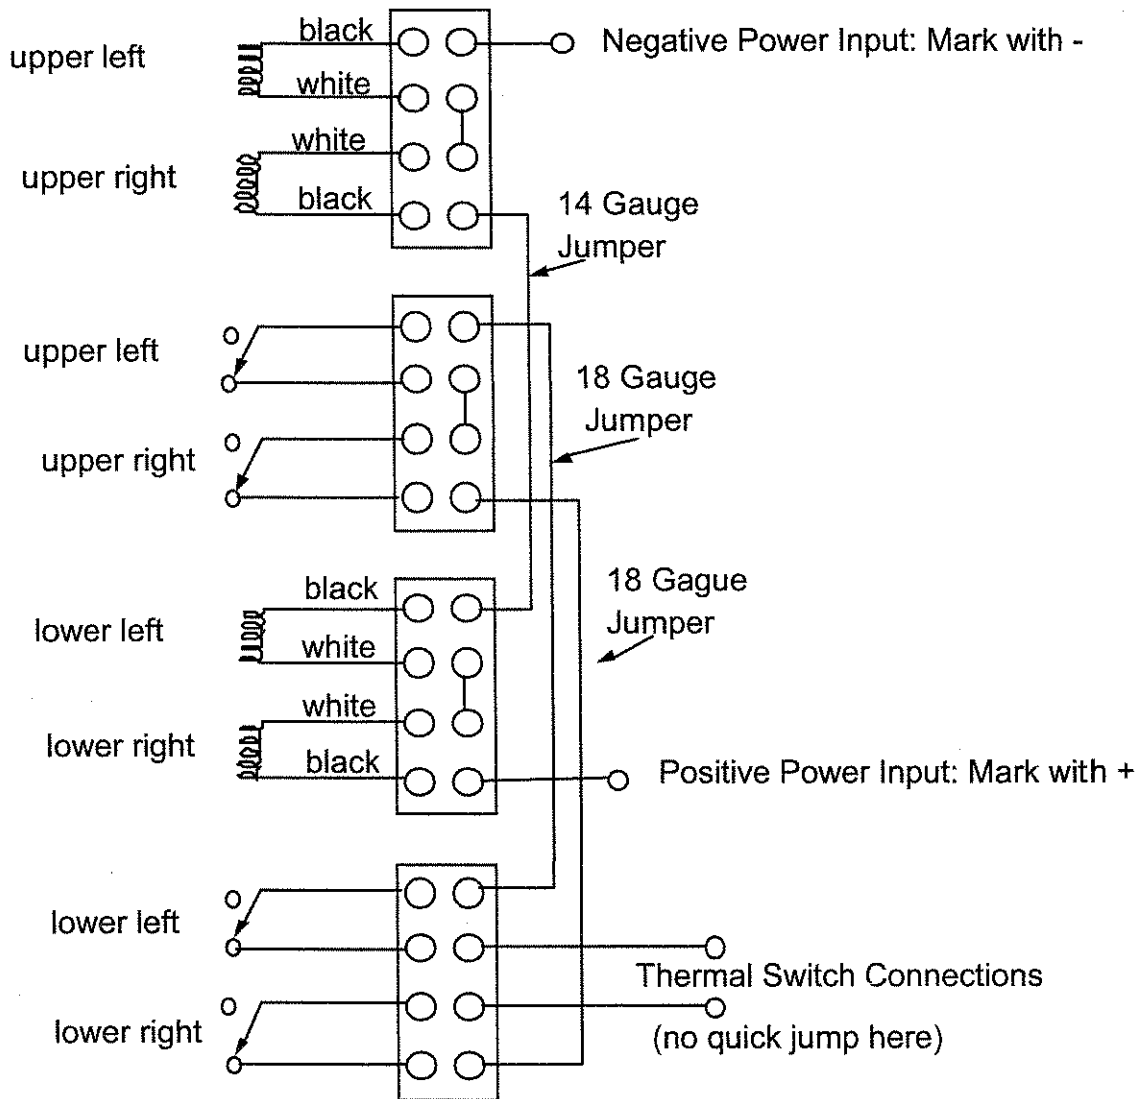 black
Negative Power Input: Mark with -
upper left
white
white
upper right
black
14 Gauge
Jumper
upper left
18 Gauge
Jumper
upper right
black
18 Gague
Jumper
lower left
white
white
lower right
black
Positive Power Input: Mark with +
lower left
Thermal Switch Connections
lower right
(no quick jump here)